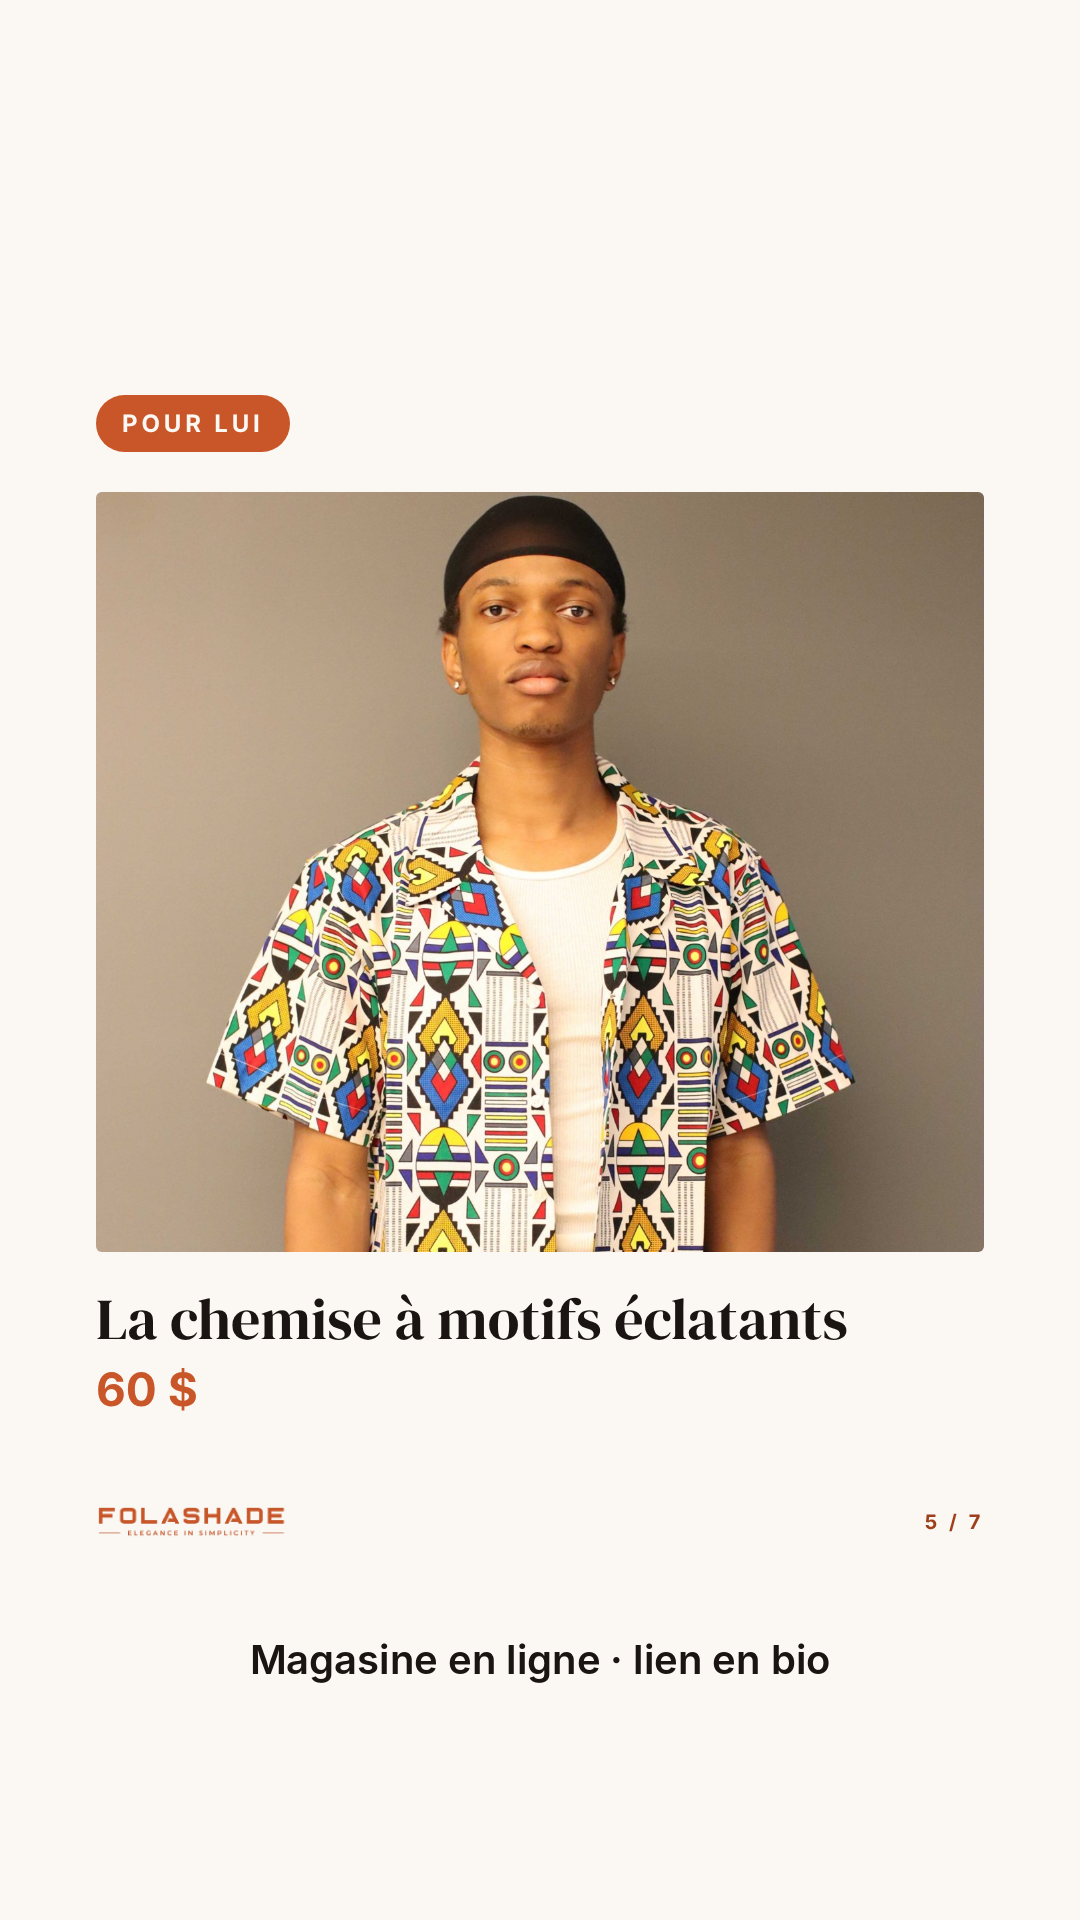 POUR LUI
La chemise à motifs éclatants
60 $
FOLASHADE
ELEGANCE IN SIMPLICITY
5 / 7
Magasine en ligne · lien en bio